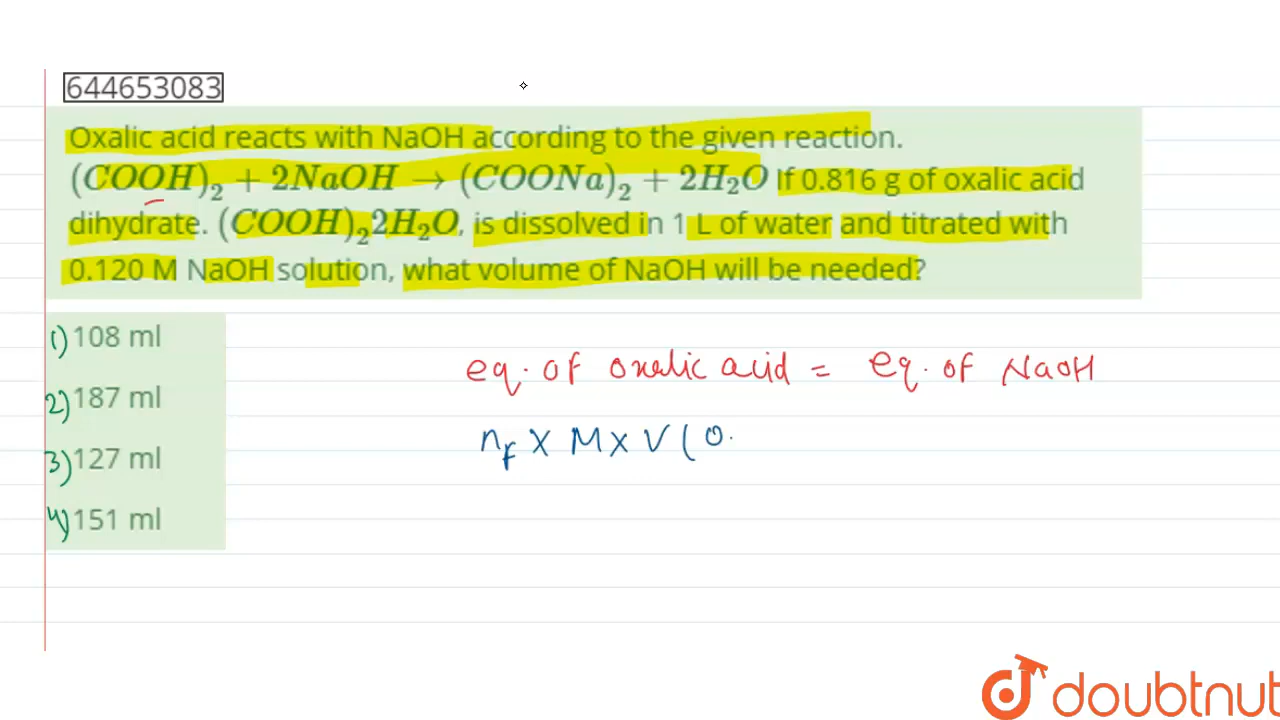 644653083
Oxalic acid reacts with NaOH according to the given reaction.
(COOH)₂ + 2NaOH → (COONa)₂ + 2H₂O If 0.816 g of oxalic acid
dihydrate. (COOH)₂2H₂O, is dissolved in 1 L of water and titrated with
0.120 M NaOH solution, what volume of NaOH will be needed?
1) 108 ml
2) 187 ml
3) 127 ml
4) 151 ml
eq. of oxalic acid = eq. of NaOH
n_f × M × V ( O.
doubtnut